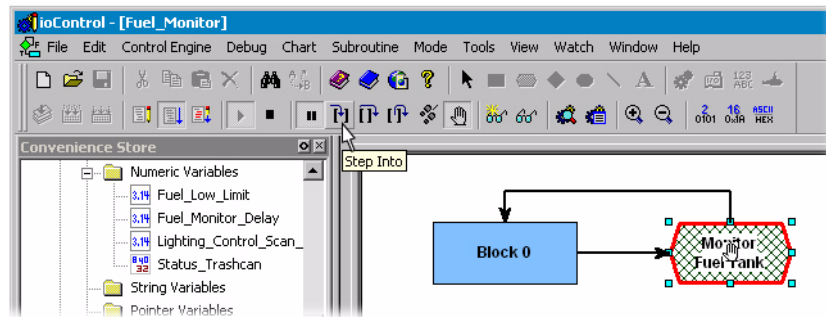 ioControl - [Fuel_Monitor]
File Edit Control Engine Debug Chart Subroutine Mode Tools View Watch Window Help
A 123 ABC
2 0101 16 0x1A ASCII HEX
Convenience Store
Step Into
Numeric Variables
3.14 Fuel_Low_Limit
3.14 Fuel_Monitor_Delay
3.14 Lighting_Control_Scan_
Status_Trashcan
String Variables
Pointer Variables
Block 0
Monitor
Fuel Tank